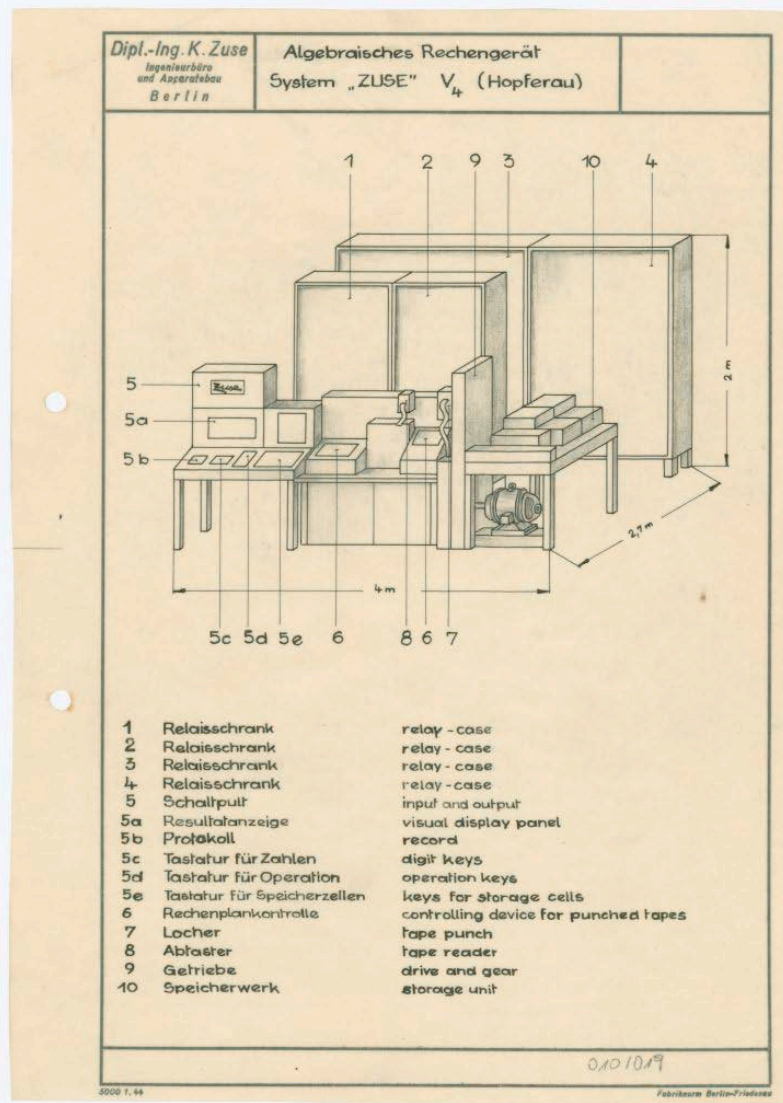 Dipl.-Ing. K. Zuse
Ingenieurbüro
und Apparatebau
Berlin
Algebraisches Rechengerät
System „ZUSE" V4 (Hopferau)
1 2 9 3 10 4
Zuse
5
5a
5b
2 m
2,7 m
4 m
5c 5d 5e 6 8 6 7
1 Relaisschrank relay-case
2 Relaisschrank relay-case
3 Relaisschrank relay-case
4 Relaisschrank relay-case
5 Schaltpult input and output
5a Resultatanzeige visual display panel
5b Protokoll record
5c Tastatur für Zahlen digit keys
5d Tastatur für Operation operation keys
5e Tastatur für Speicherzellen keys for storage cells
6 Rechenplankontrolle controlling device for punched tapes
7 Locher tape punch
8 Abtaster tape reader
9 Getriebe drive and gear
10 Speicherwerk storage unit
010/019
5000 1. 44 Fabriknorm Berlin-Friedenau